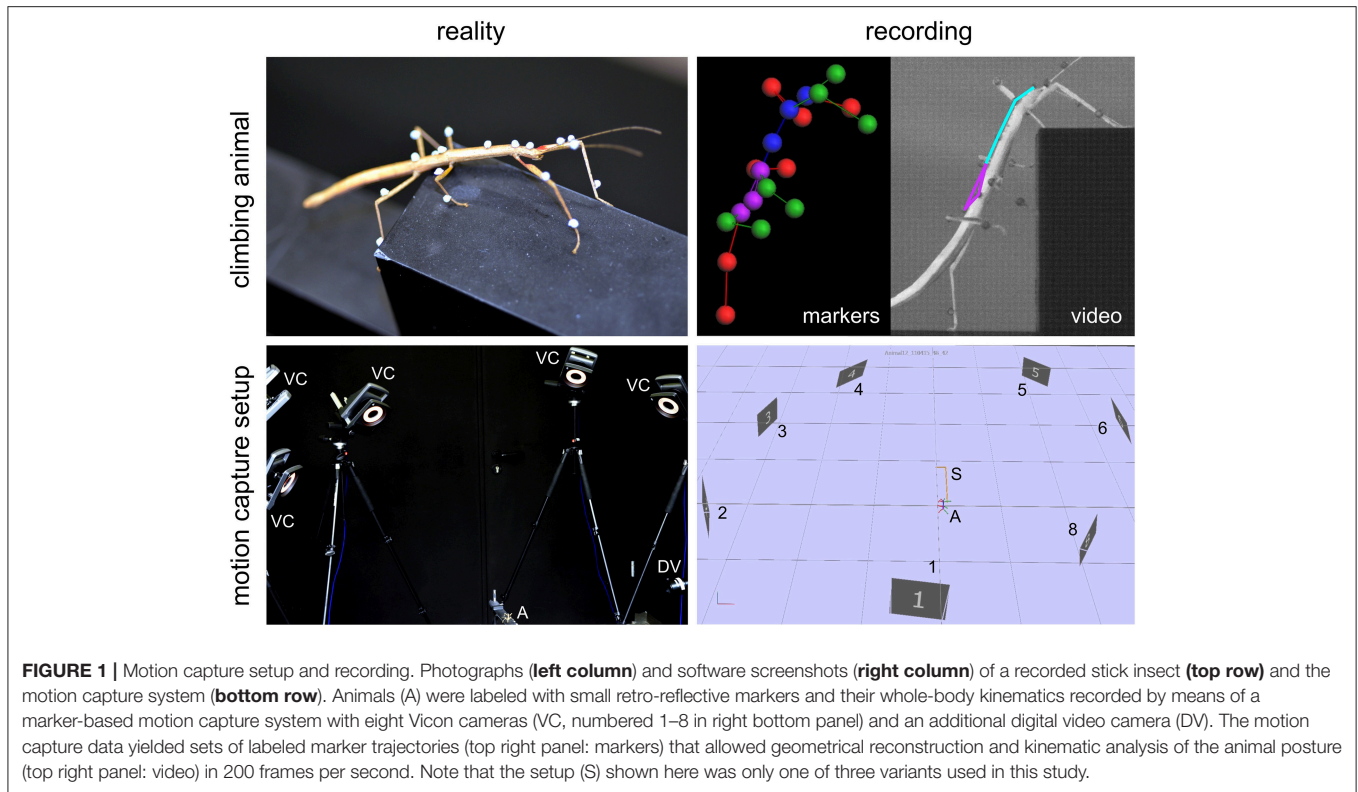 reality
recording
climbing animal
markers
video
motion capture setup
VC
VC
VC
VC
VC
DV
A
4
5
4
5
3
3
6
S
A
2
8
1
1
FIGURE 1 | Motion capture setup and recording. Photographs (left column) and software screenshots (right column) of a recorded stick insect (top row) and the
motion capture system (bottom row). Animals (A) were labeled with small retro-reflective markers and their whole-body kinematics recorded by means of a
marker-based motion capture system with eight Vicon cameras (VC, numbered 1–8 in right bottom panel) and an additional digital video camera (DV). The motion
capture data yielded sets of labeled marker trajectories (top right panel: markers) that allowed geometrical reconstruction and kinematic analysis of the animal posture
(top right panel: video) in 200 frames per second. Note that the setup (S) shown here was only one of three variants used in this study.